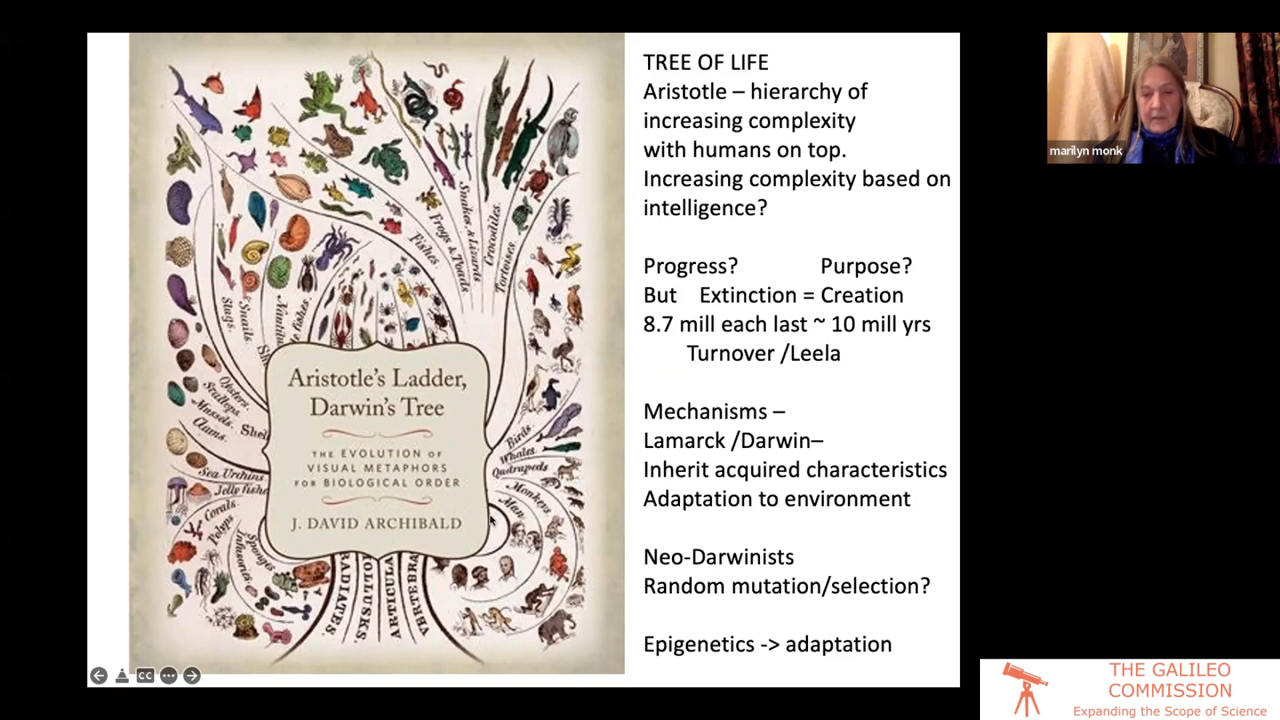 TREE OF LIFE
Aristotle – hierarchy of
increasing complexity
with humans on top.
Increasing complexity based on
intelligence?
Progress? Purpose?
But Extinction = Creation
8.7 mill each last ~ 10 mill yrs
Turnover /Leela
Mechanisms –
Lamarck /Darwin–
Inherit acquired characteristics
Adaptation to environment
Neo-Darwinists
Random mutation/selection?
Epigenetics -> adaptation
Aristotle's Ladder,
Darwin's Tree
THE EVOLUTION OF
VISUAL METAPHORS
FOR BIOLOGICAL ORDER
J. DAVID ARCHIBALD
Fishes.
Frogs & Toads
Snakes & Lizards
Crocodiles.
Tortoises.
Slugs.
Snails.
Oysters.
Scallops
Mussels.
Clams.
Sea Urchins
Jelly fishe
Corals.
Polyps
Infusories.
Sponges
Birds.
Whales.
Quadrupeds
Monkeys
Man.
RADIATES.
VERTEBRA
marilyn monk
CC
THE GALILEO
COMMISSION
Expanding the Scope of Science